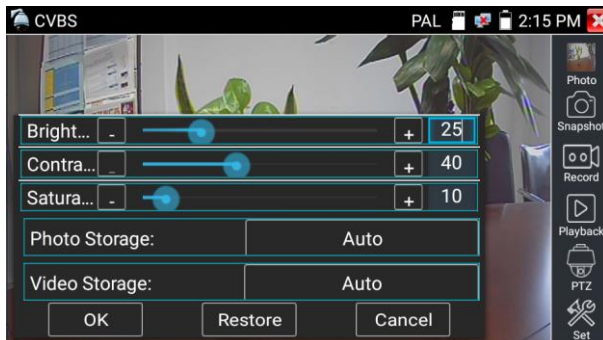 CVBS PAL 2:15 PM
Photo
Snapshot
Record
Playback
PTZ
Set
Bright... - + 25
Contra... - + 40
Satura... - + 10
Photo Storage: Auto
Video Storage: Auto
OK Restore Cancel